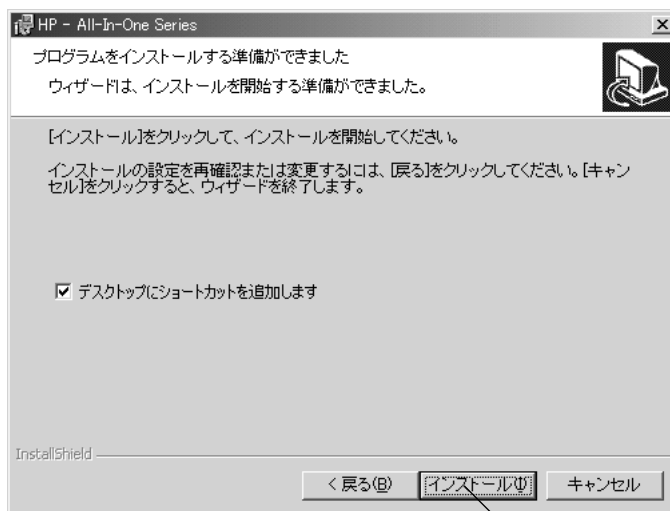 HP - All-In-One Series
プログラムをインストールする準備ができました
ウィザードは、インストールを開始する準備ができました。
[インストール]をクリックして、インストールを開始してください。
インストールの設定を再確認または変更するには、[戻る]をクリックしてください。[キャン
セル]をクリックすると、ウィザードを終了します。
デスクトップにショートカットを追加します
InstallShield
< 戻る(B) インストール(I) キャンセル